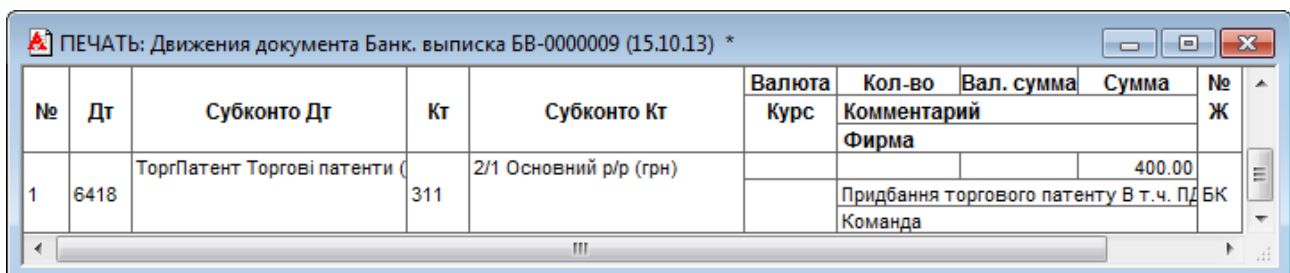 ПЕЧАТЬ: Движения документа Банк. выписка БВ-0000009 (15.10.13) *
№ Дт Субконто Дт Кт Субконто Кт Валюта Кол-во Вал. сумма Сумма № Ж
Курс Комментарий
Фирма
1 6418 ТоргПатент Торгові патенти ( 311 2/1 Основний р/р (грн) 400.00 БК
Придбання торгового патенту В т.ч. ПД
Команда